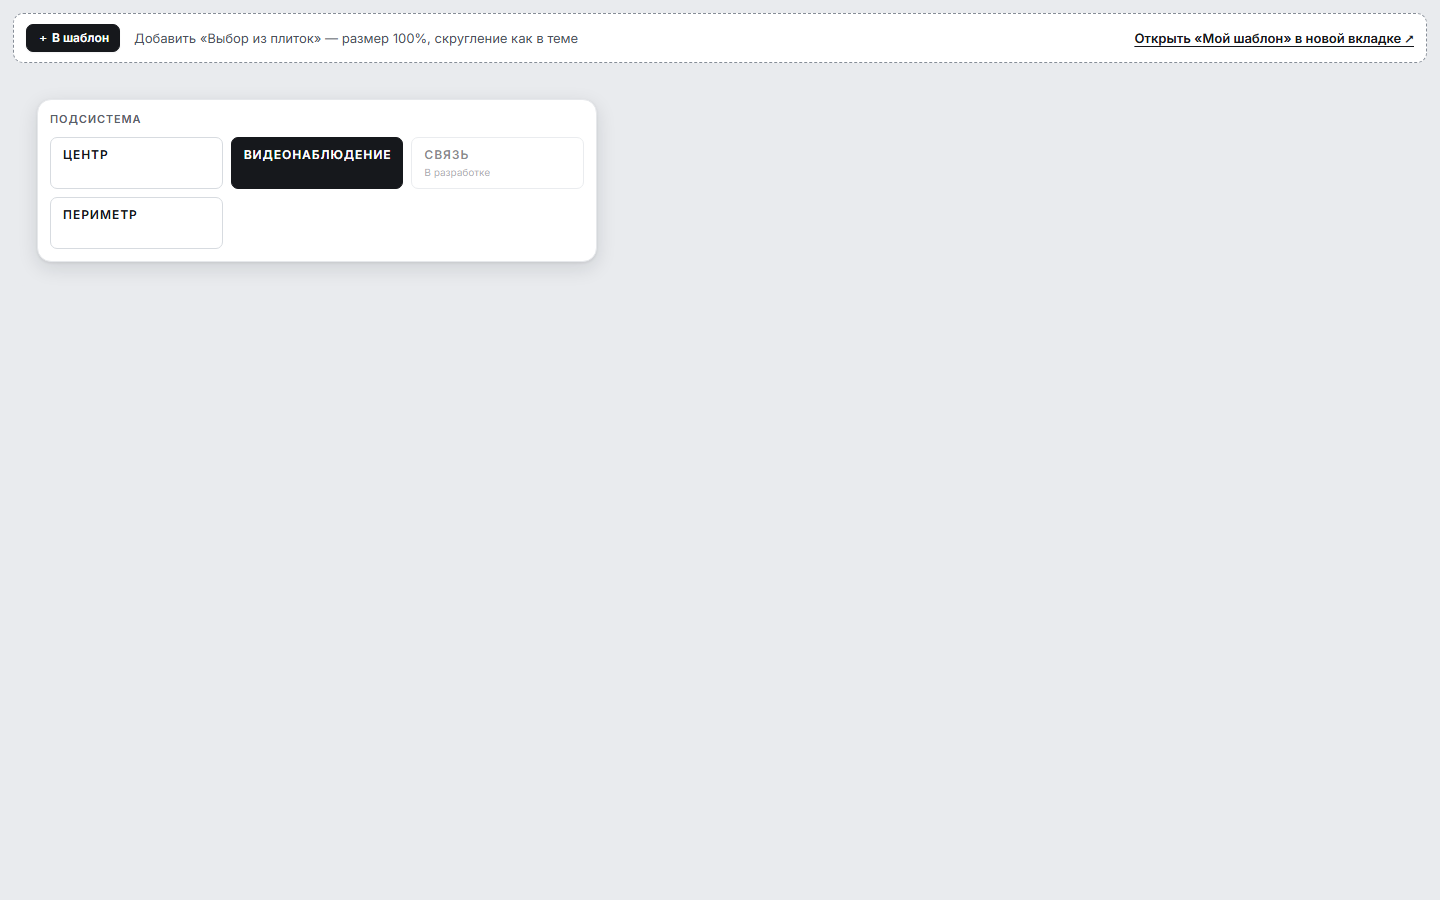 + В шаблон
Добавить «Выбор из плиток» — размер 100%, скругление как в теме
Открыть «Мой шаблон» в новой вкладке ↗
ПОДСИСТЕМА
ЦЕНТР
ВИДЕОНАБЛЮДЕНИЕ
СВЯЗЬ
В разработке
ПЕРИМЕТР